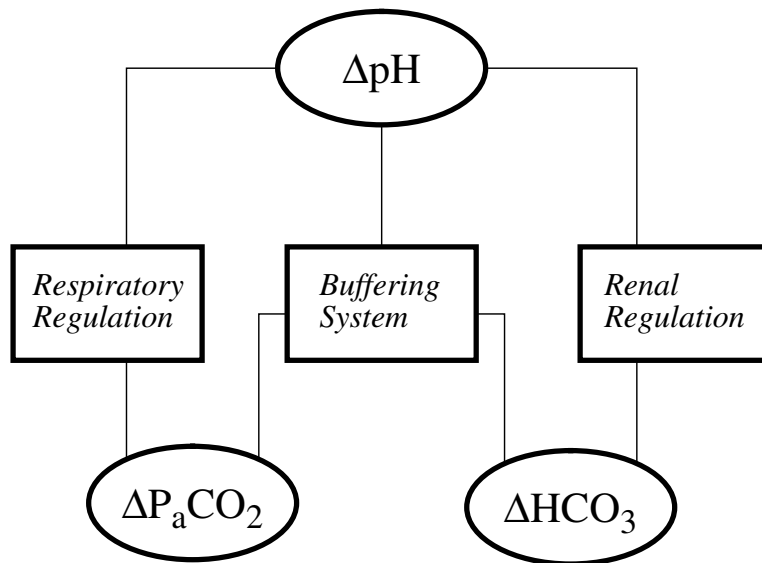 ΔpH
Respiratory
Regulation
Buffering
System
Renal
Regulation
ΔPₐCO₂
ΔHCO₃